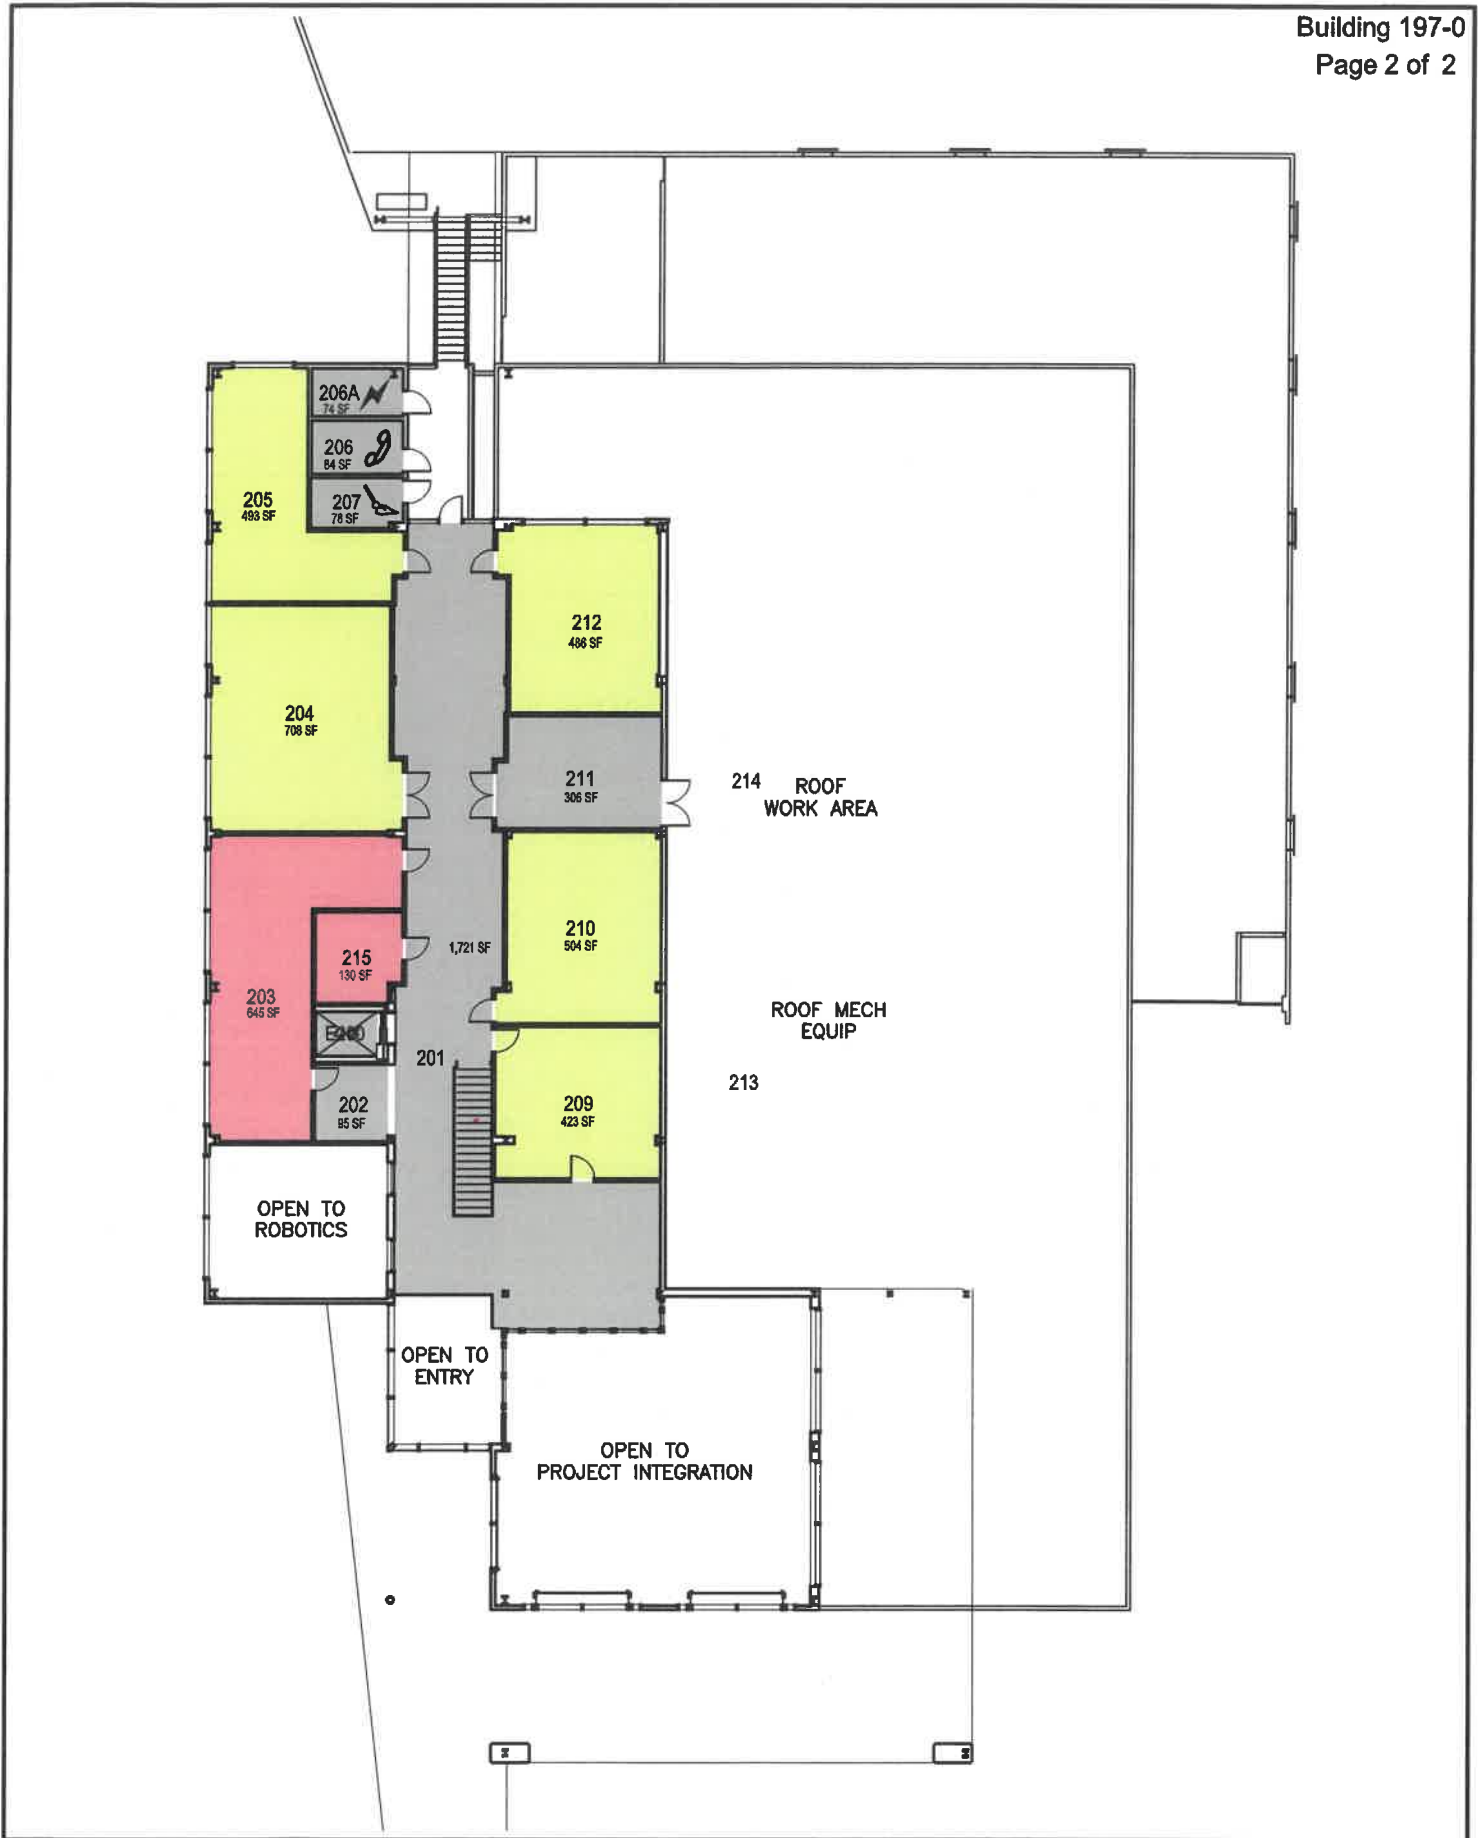 Building 197-0
Page 2 of 2
206A
74 SF
206
64 SF
207
78 SF
205
493 SF
212
486 SF
204
708 SF
211
306 SF
214
ROOF
WORK AREA
210
504 SF
1,721 SF
215
130 SF
203
645 SF
ROOF MECH
EQUIP
201
213
202
95 SF
209
423 SF
OPEN TO
ROBOTICS
OPEN TO
ENTRY
OPEN TO
PROJECT INTEGRATION